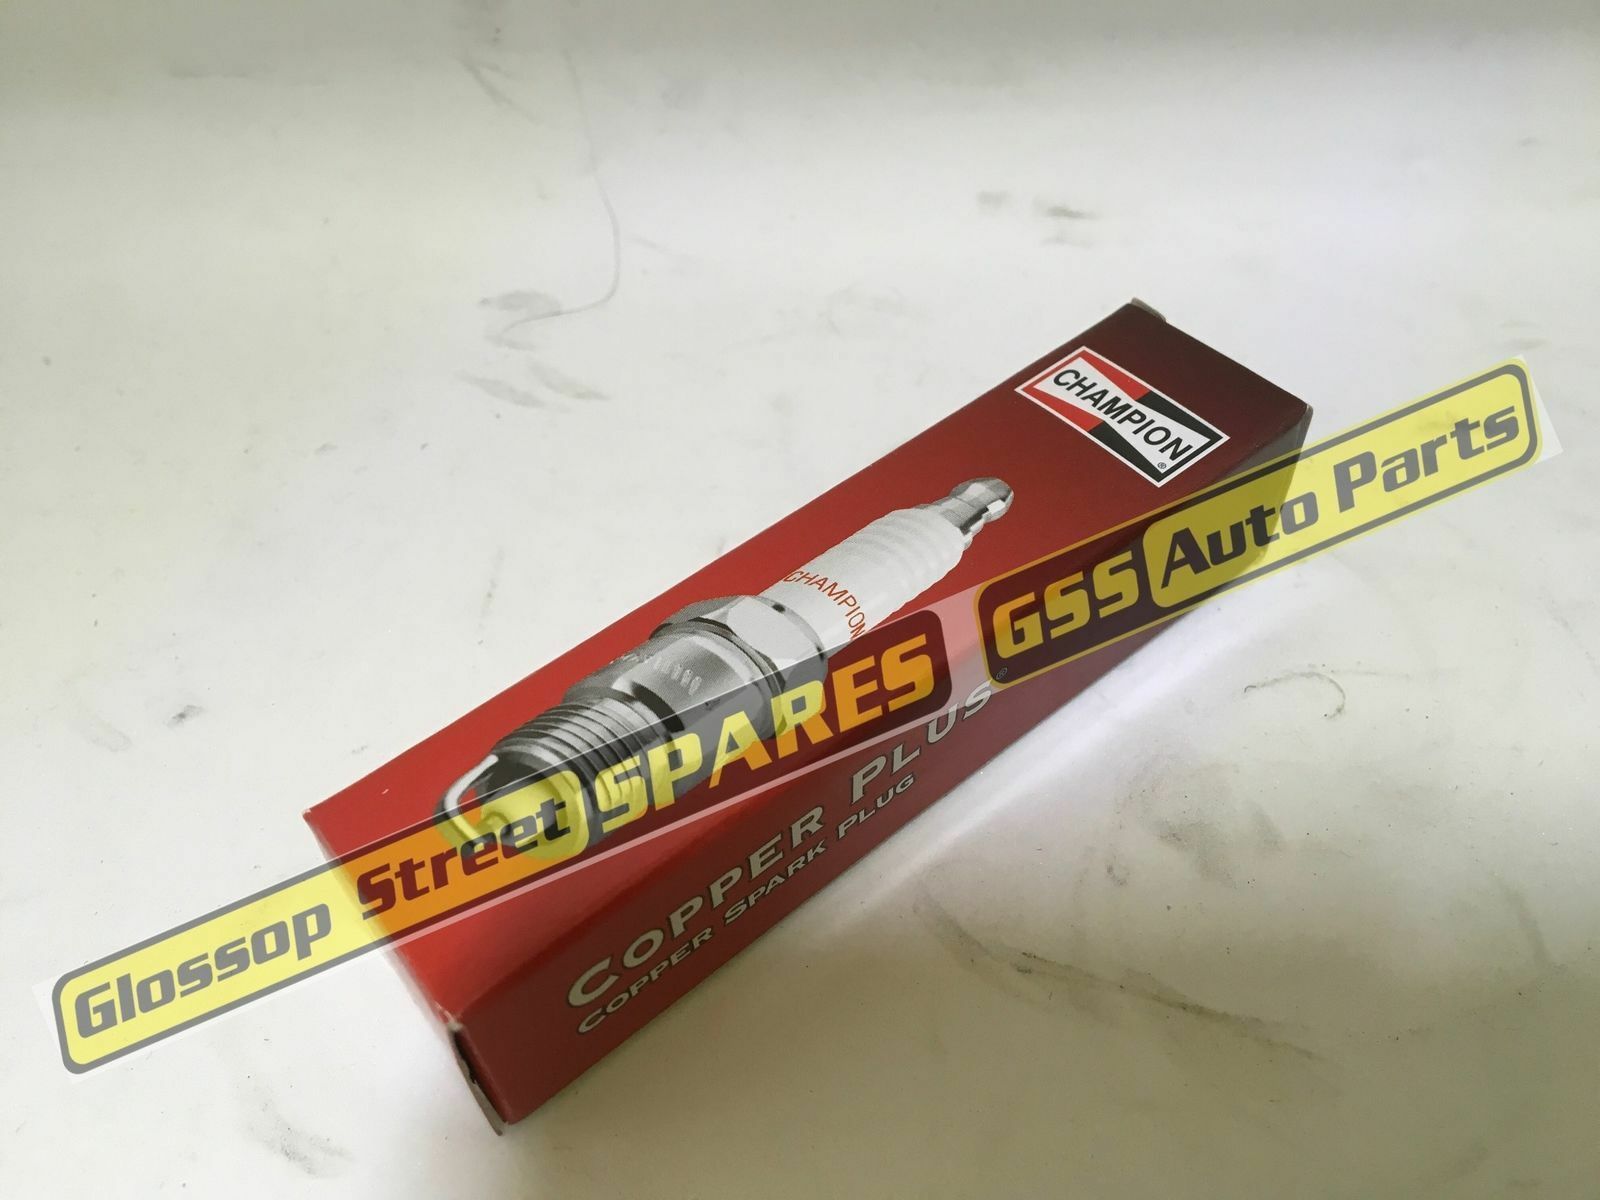 CHAMPION
®
CHAMPION
COPPER PLUS®
COPPER SPARK PLUG
Glossop Street SPARES
GSS Auto Parts